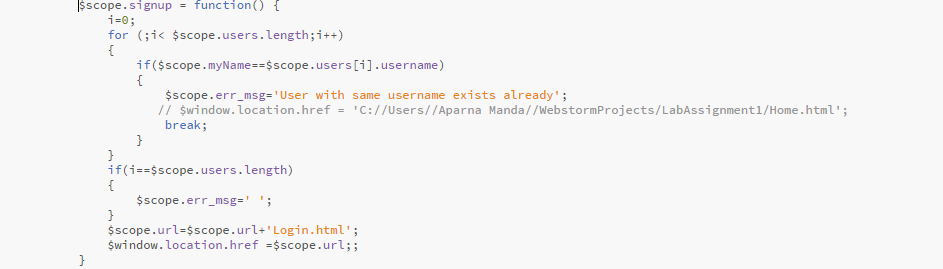 $scope.signup = function() {
    i=0;
    for (;i< $scope.users.length;i++)
    {
        if($scope.myName==$scope.users[i].username)
        {
            $scope.err_msg='User with same username exists already';
           // $window.location.href = 'C://Users//Aparna Manda//WebstormProjects/LabAssignment1/Home.html';
            break;
        }
    }
    if(i==$scope.users.length)
    {
        $scope.err_msg=' ';
    }
    $scope.url=$scope.url+'Login.html';
    $window.location.href =$scope.url;;
}